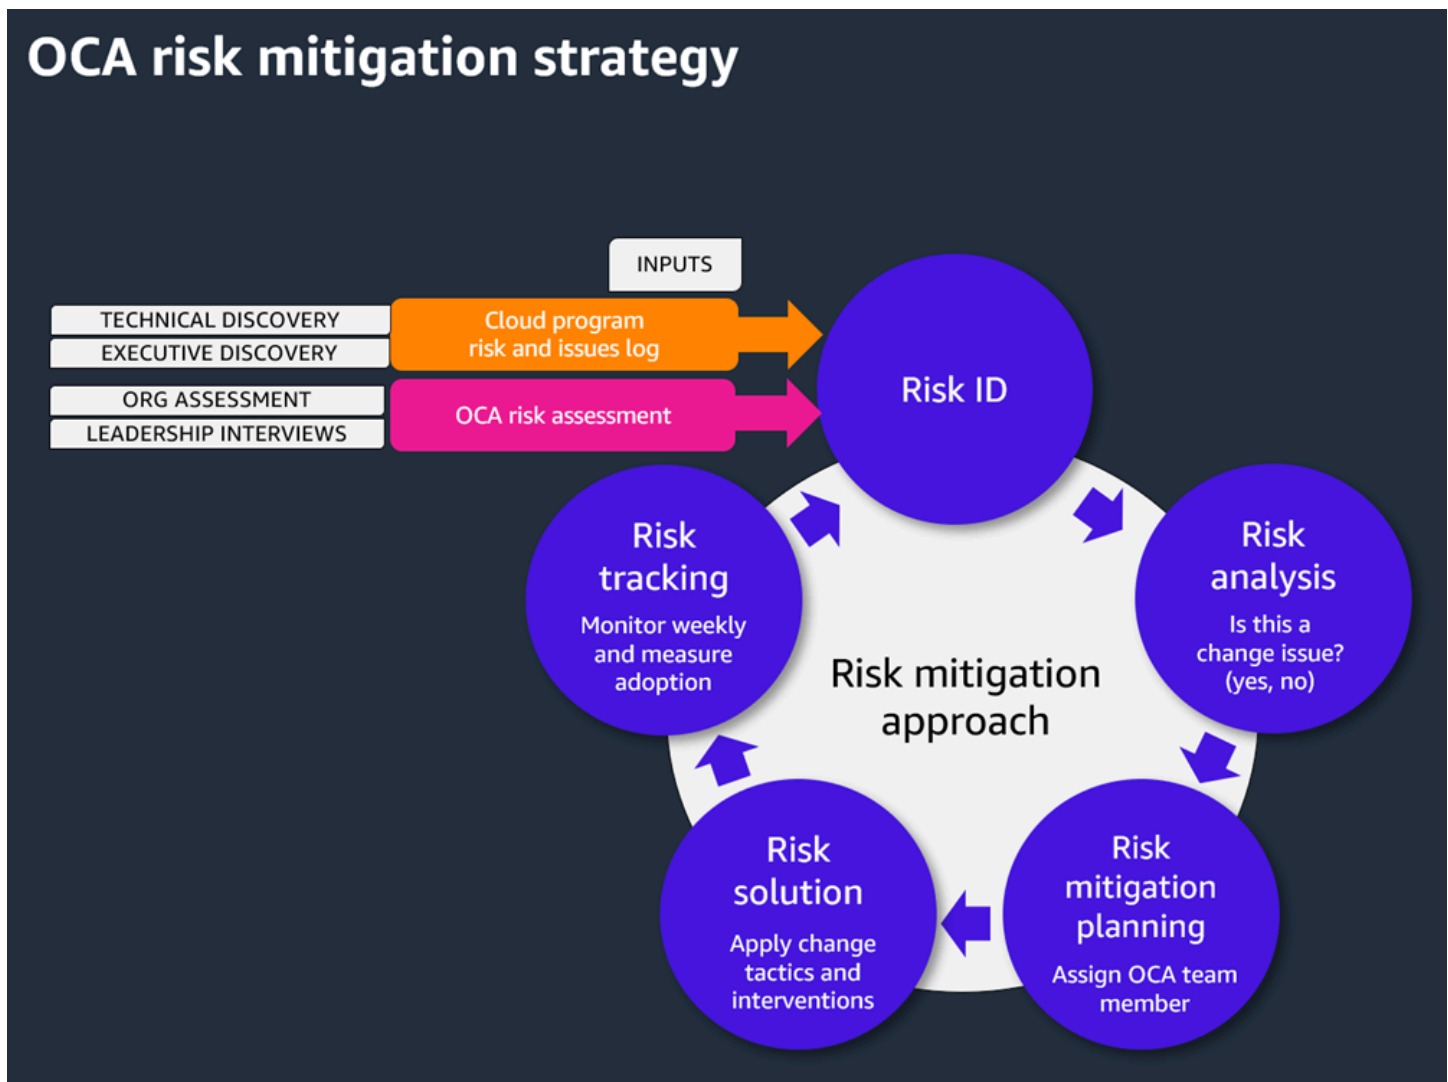 OCA risk mitigation strategy
INPUTS
TECHNICAL DISCOVERY
EXECUTIVE DISCOVERY
Cloud program
risk and issues log
ORG ASSESSMENT
LEADERSHIP INTERVIEWS
OCA risk assessment
Risk ID
Risk
analysis
Is this a
change issue?
(yes, no)
Risk
mitigation
planning
Assign OCA team
member
Risk
solution
Apply change
tactics and
interventions
Risk
tracking
Monitor weekly
and measure
adoption
Risk mitigation
approach